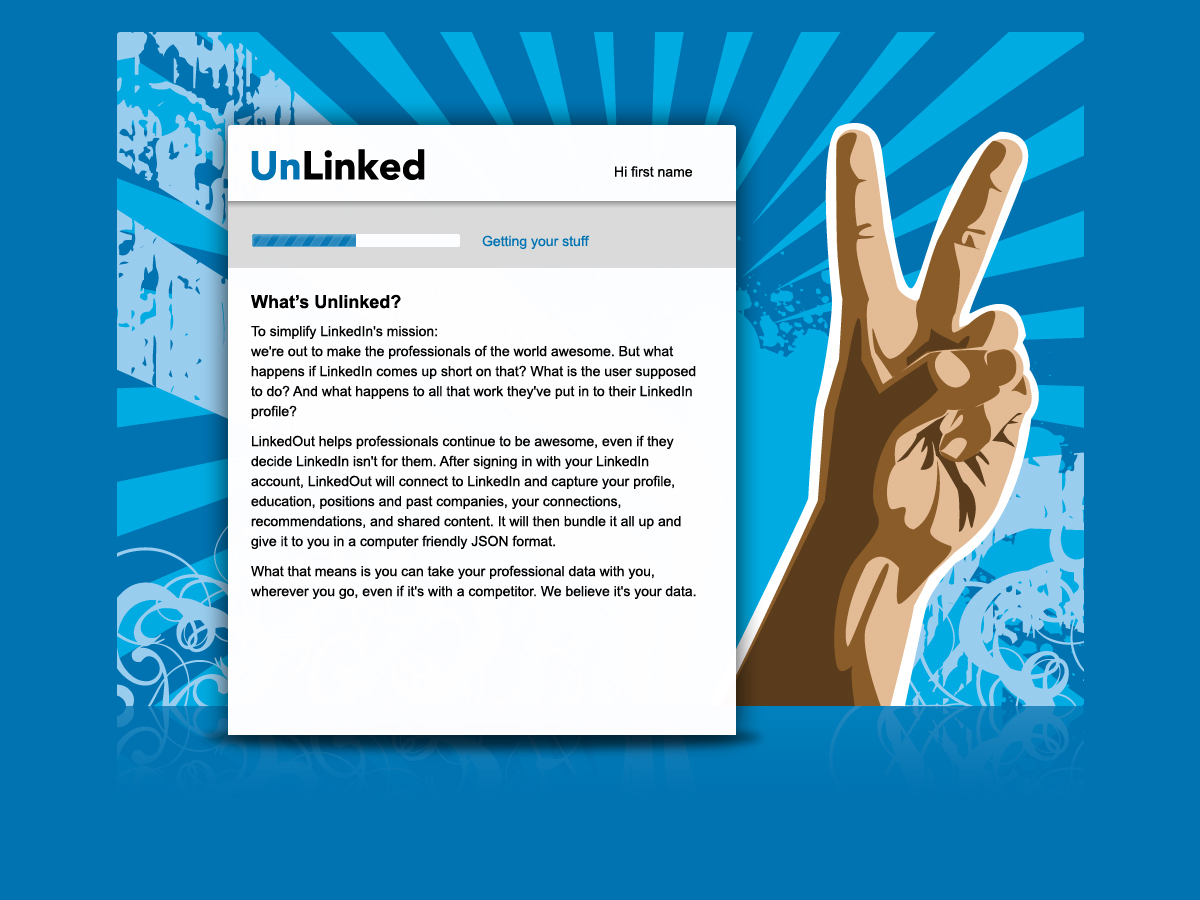 UnLinked
Hi first name
Getting your stuff
What’s Unlinked?
To simplify LinkedIn's mission:
we're out to make the professionals of the world awesome. But what
happens if LinkedIn comes up short on that? What is the user supposed
to do? And what happens to all that work they've put in to their LinkedIn
profile?
LinkedOut helps professionals continue to be awesome, even if they
decide LinkedIn isn't for them. After signing in with your LinkedIn
account, LinkedOut will connect to LinkedIn and capture your profile,
education, positions and past companies, your connections,
recommendations, and shared content. It will then bundle it all up and
give it to you in a computer friendly JSON format.
What that means is you can take your professional data with you,
wherever you go, even if it's with a competitor. We believe it's your data.